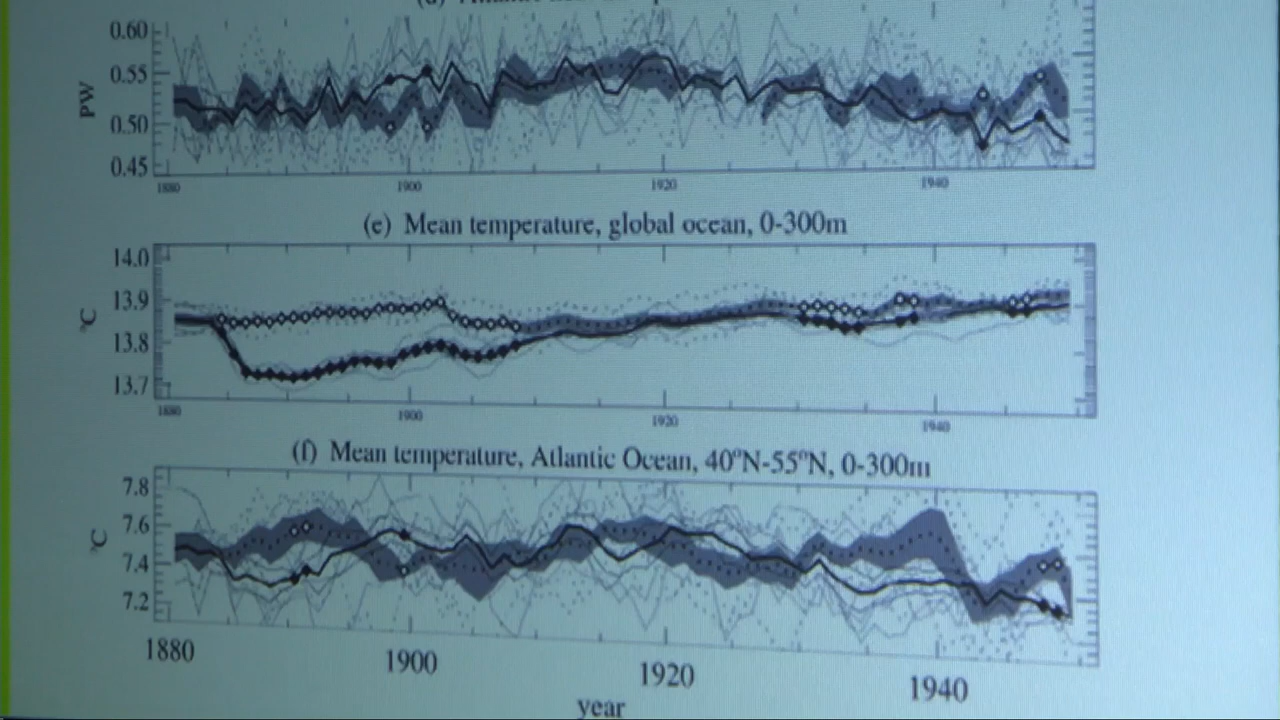 0.60
0.55
0.50
0.45
PW
1880 1900 1920 1940
(e) Mean temperature, global ocean, 0-300m
14.0
13.9
13.8
13.7
°C
1880 1900 1920 1940
(f) Mean temperature, Atlantic Ocean, 40°N-55°N, 0-300m
7.8
7.6
7.4
7.2
°C
1880 1900 1920 1940
year